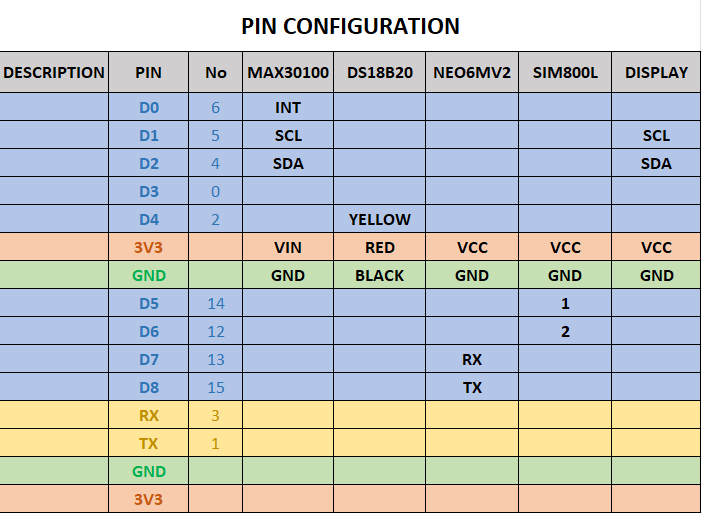 PIN CONFIGURATION
DESCRIPTION PIN No MAX30100 DS18B20 NEO6MV2 SIM800L DISPLAY
D0 6 INT
D1 5 SCL SCL
D2 4 SDA SDA
D3 0
D4 2 YELLOW
3V3 VIN RED VCC VCC VCC
GND GND BLACK GND GND GND
D5 14 1
D6 12 2
D7 13 RX
D8 15 TX
RX 3
TX 1
GND
3V3